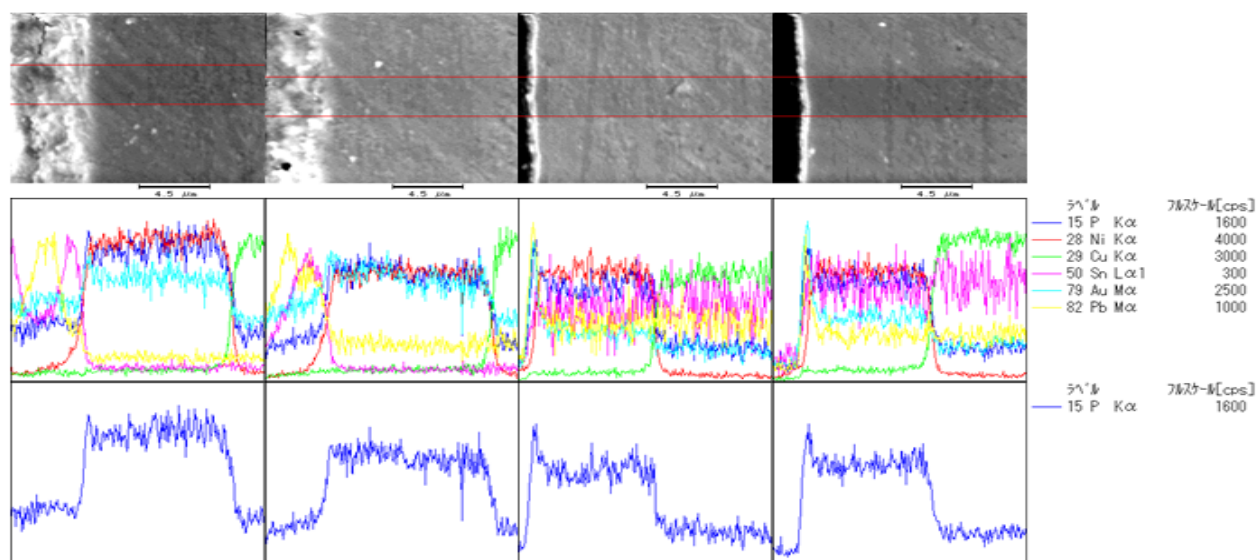 4.5 μm
4.5 μm
4.5 μm
4.5 μm
ラベル フルスケール[cps]
15 P Kα 1600
28 Ni Kα 4000
29 Cu Kα 3000
50 Sn Lα1 300
79 Au Mα 2500
82 Pb Mα 1000
ラベル フルスケール[cps]
15 P Kα 1600